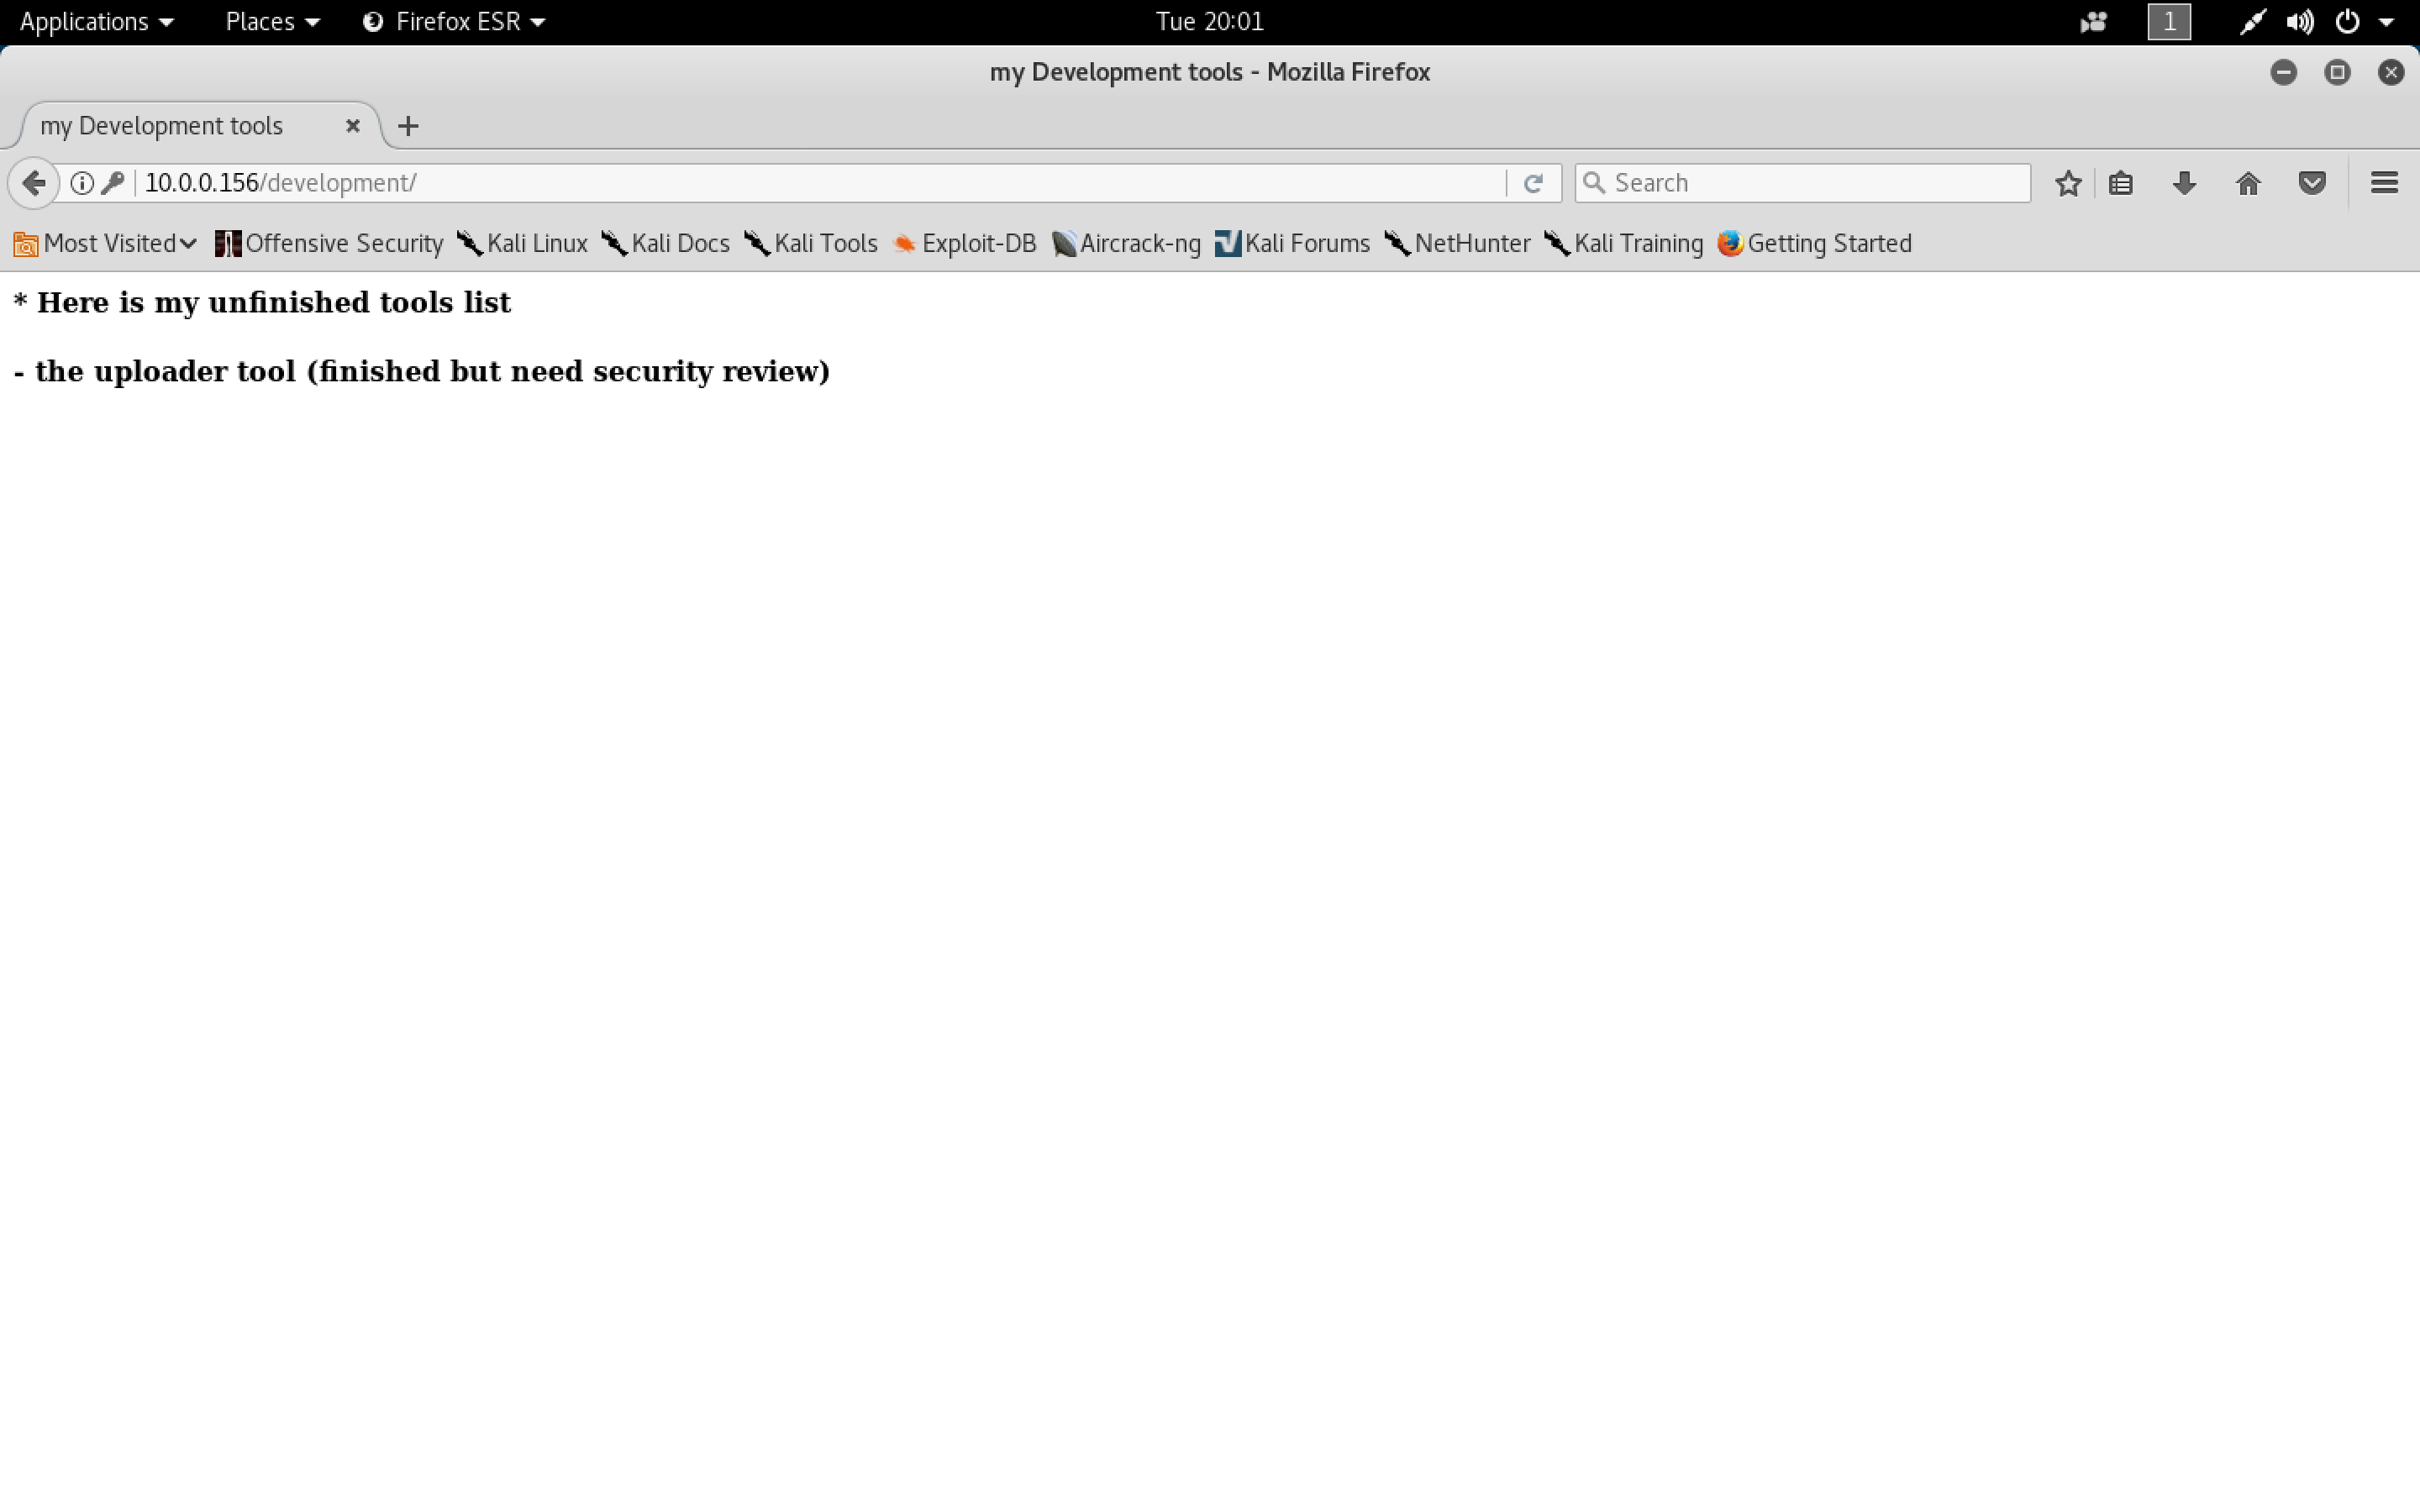 Applications Places Firefox ESR Tue 20:01 1
my Development tools - Mozilla Firefox
my Development tools
10.0.0.156/development/ Search
Most Visited Offensive Security Kali Linux Kali Docs Kali Tools Exploit-DB Aircrack-ng Kali Forums NetHunter Kali Training Getting Started
* Here is my unfinished tools list
- the uploader tool (finished but need security review)